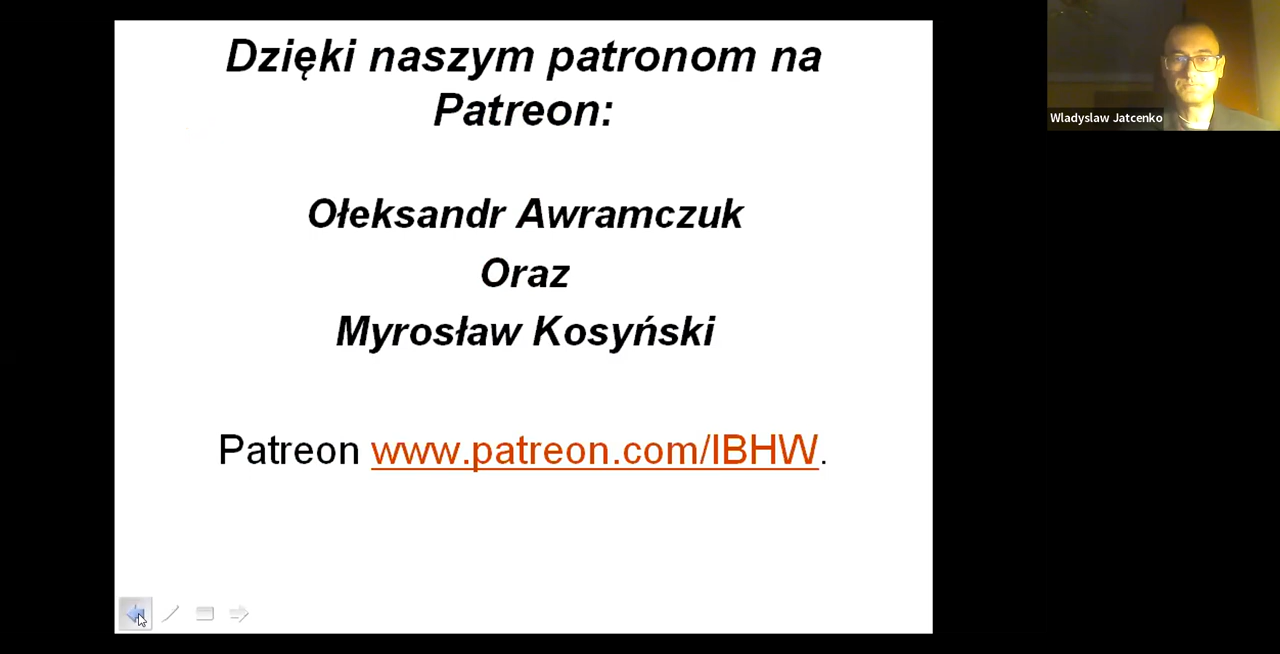 Dzięki naszym patronom na
Patreon:
Ołeksandr Awramczuk
Oraz
Myrosław Kosyński
Patreon www.patreon.com/IBHW.
Wladyslaw Jatcenko